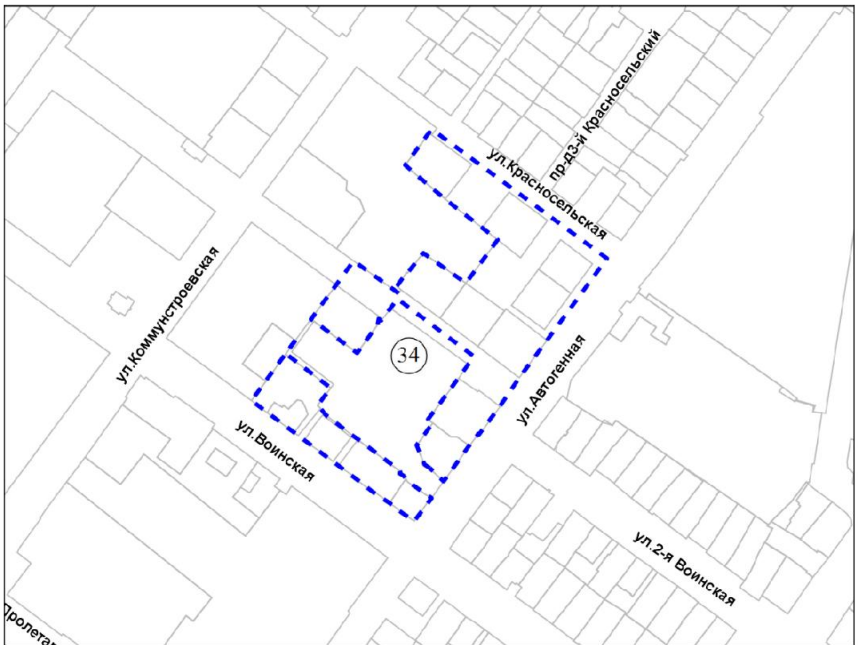 пр-д3-й Красносельский
ул.Красносельская
ул.Коммунстроевская
34
ул.Автогенная
ул.Воинская
ул.2-я Воинская